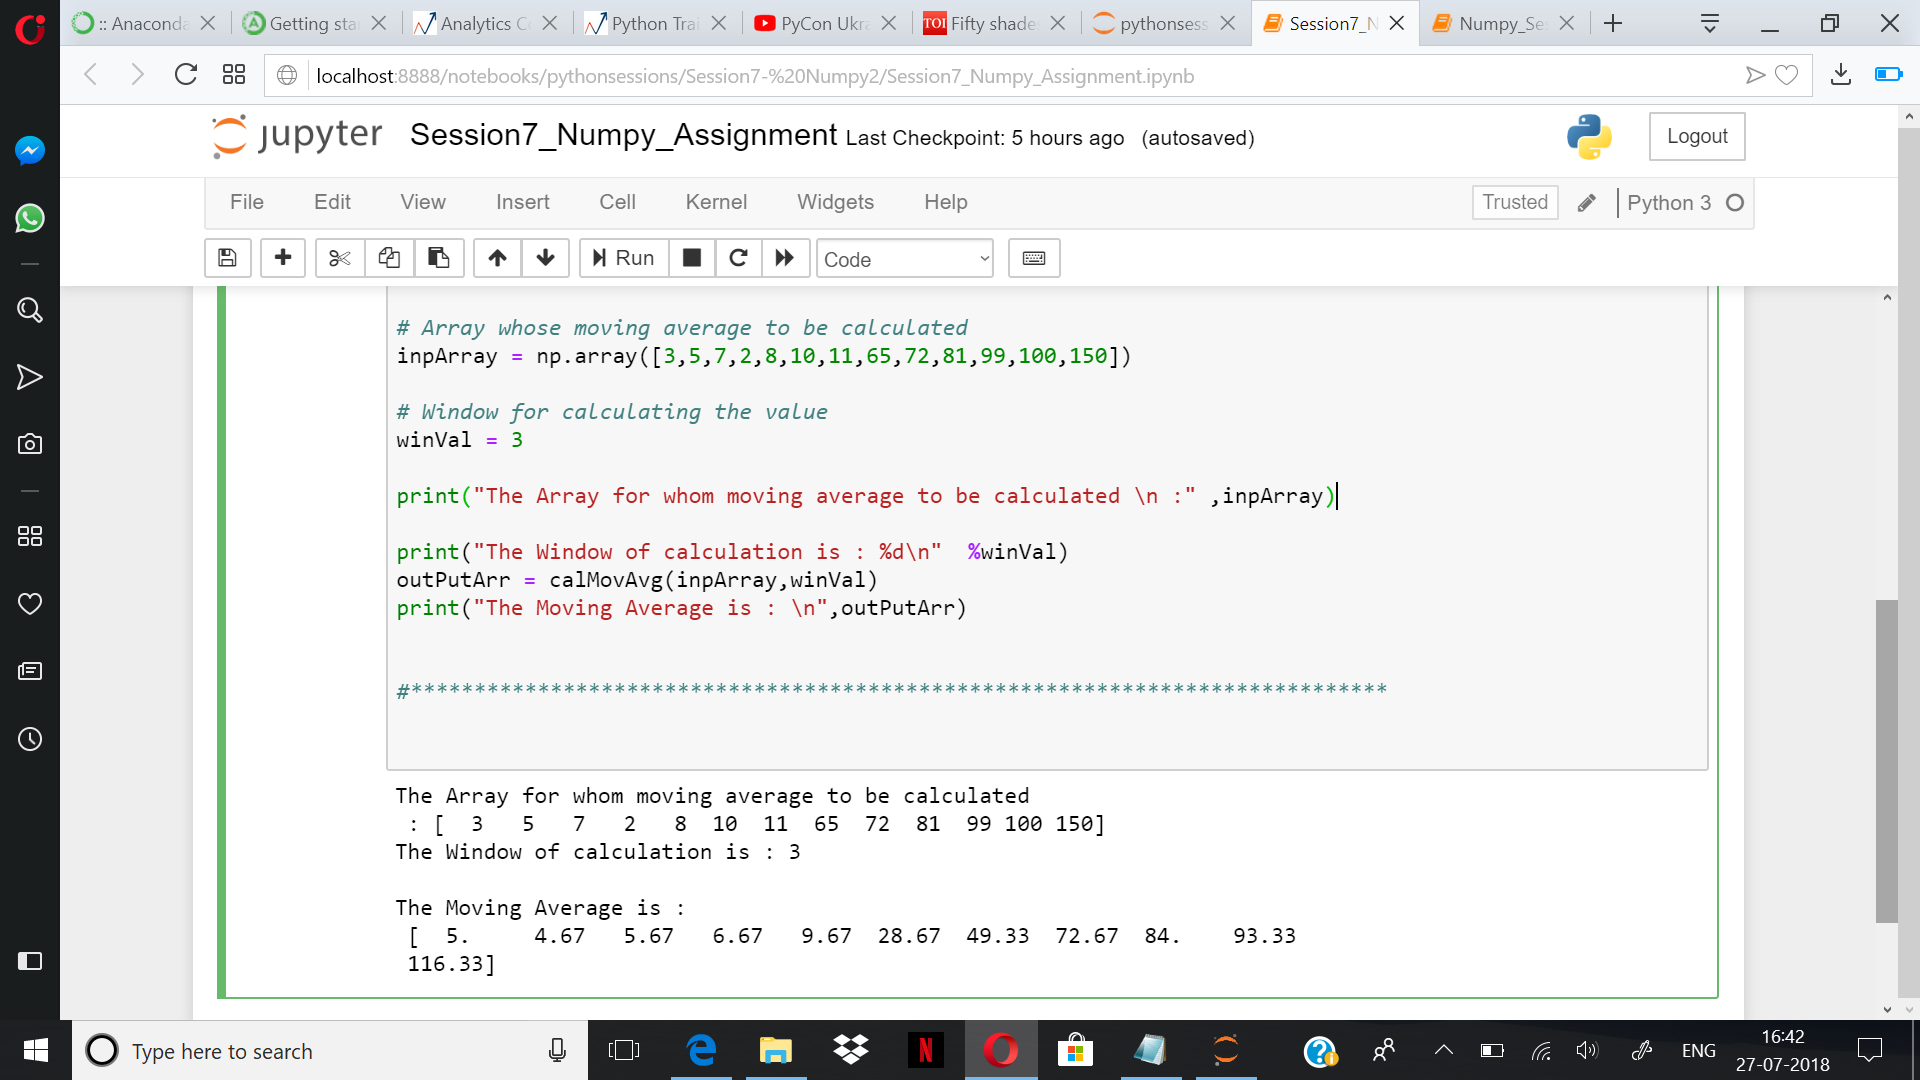 :: Anaconda
Getting sta
Analytics C
Python Trai
PyCon Ukra
TOI Fifty shade
pythonsess
Session7_N
Numpy_Se
localhost:8888/notebooks/pythonsessions/Session7-%20Numpy2/Session7_Numpy_Assignment.ipynb
jupyter Session7_Numpy_Assignment Last Checkpoint: 5 hours ago (autosaved)
Logout
File Edit View Insert Cell Kernel Widgets Help
Trusted Python 3
Run Code
# Array whose moving average to be calculated
inpArray = np.array([3,5,7,2,8,10,11,65,72,81,99,100,150])
# Window for calculating the value
winVal = 3
print("The Array for whom moving average to be calculated \n :" ,inpArray)
print("The Window of calculation is : %d\n"  %winVal)
outPutArr = calMovAvg(inpArray,winVal)
print("The Moving Average is : \n",outPutArr)
#*****************************************************************************
The Array for whom moving average to be calculated
 : [  3   5   7   2   8  10  11  65  72  81  99 100 150]
The Window of calculation is : 3
The Moving Average is :
 [  5.     4.67   5.67   6.67   9.67  28.67  49.33  72.67  84.    93.33
 116.33]
Type here to search
N
ENG
16:42
27-07-2018